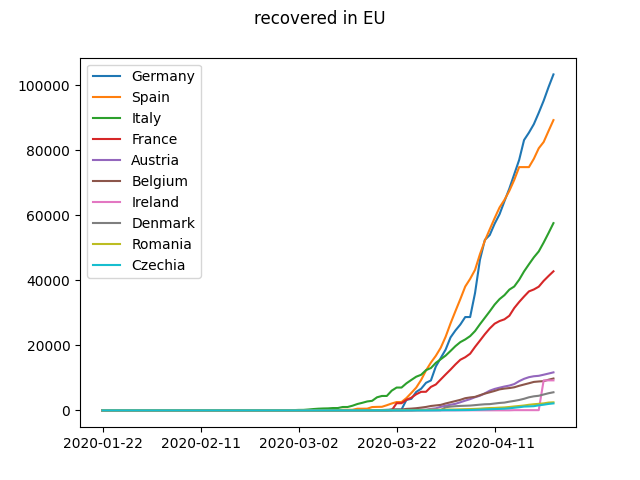 recovered in EU
Germany
Spain
Italy
France
Austria
Belgium
Ireland
Denmark
Romania
Czechia
100000
80000
60000
40000
20000
0
2020-01-22 2020-02-11 2020-03-02 2020-03-22 2020-04-11